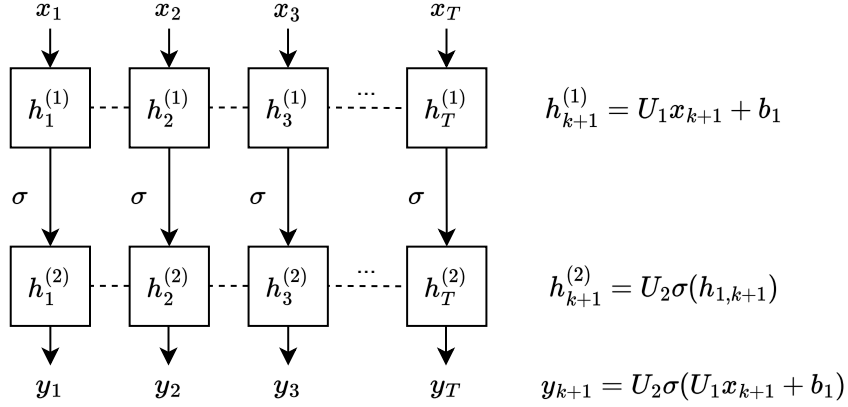 x_1 x_2 x_3 x_T
h_1^{(1)} h_2^{(1)} h_3^{(1)} ... h_T^{(1)} h_{k+1}^{(1)} = U_1 x_{k+1} + b_1
σ σ σ σ
h_1^{(2)} h_2^{(2)} h_3^{(2)} ... h_T^{(2)} h_{k+1}^{(2)} = U_2 σ(h_{1,k+1})
y_1 y_2 y_3 y_T y_{k+1} = U_2 σ(U_1 x_{k+1} + b_1)